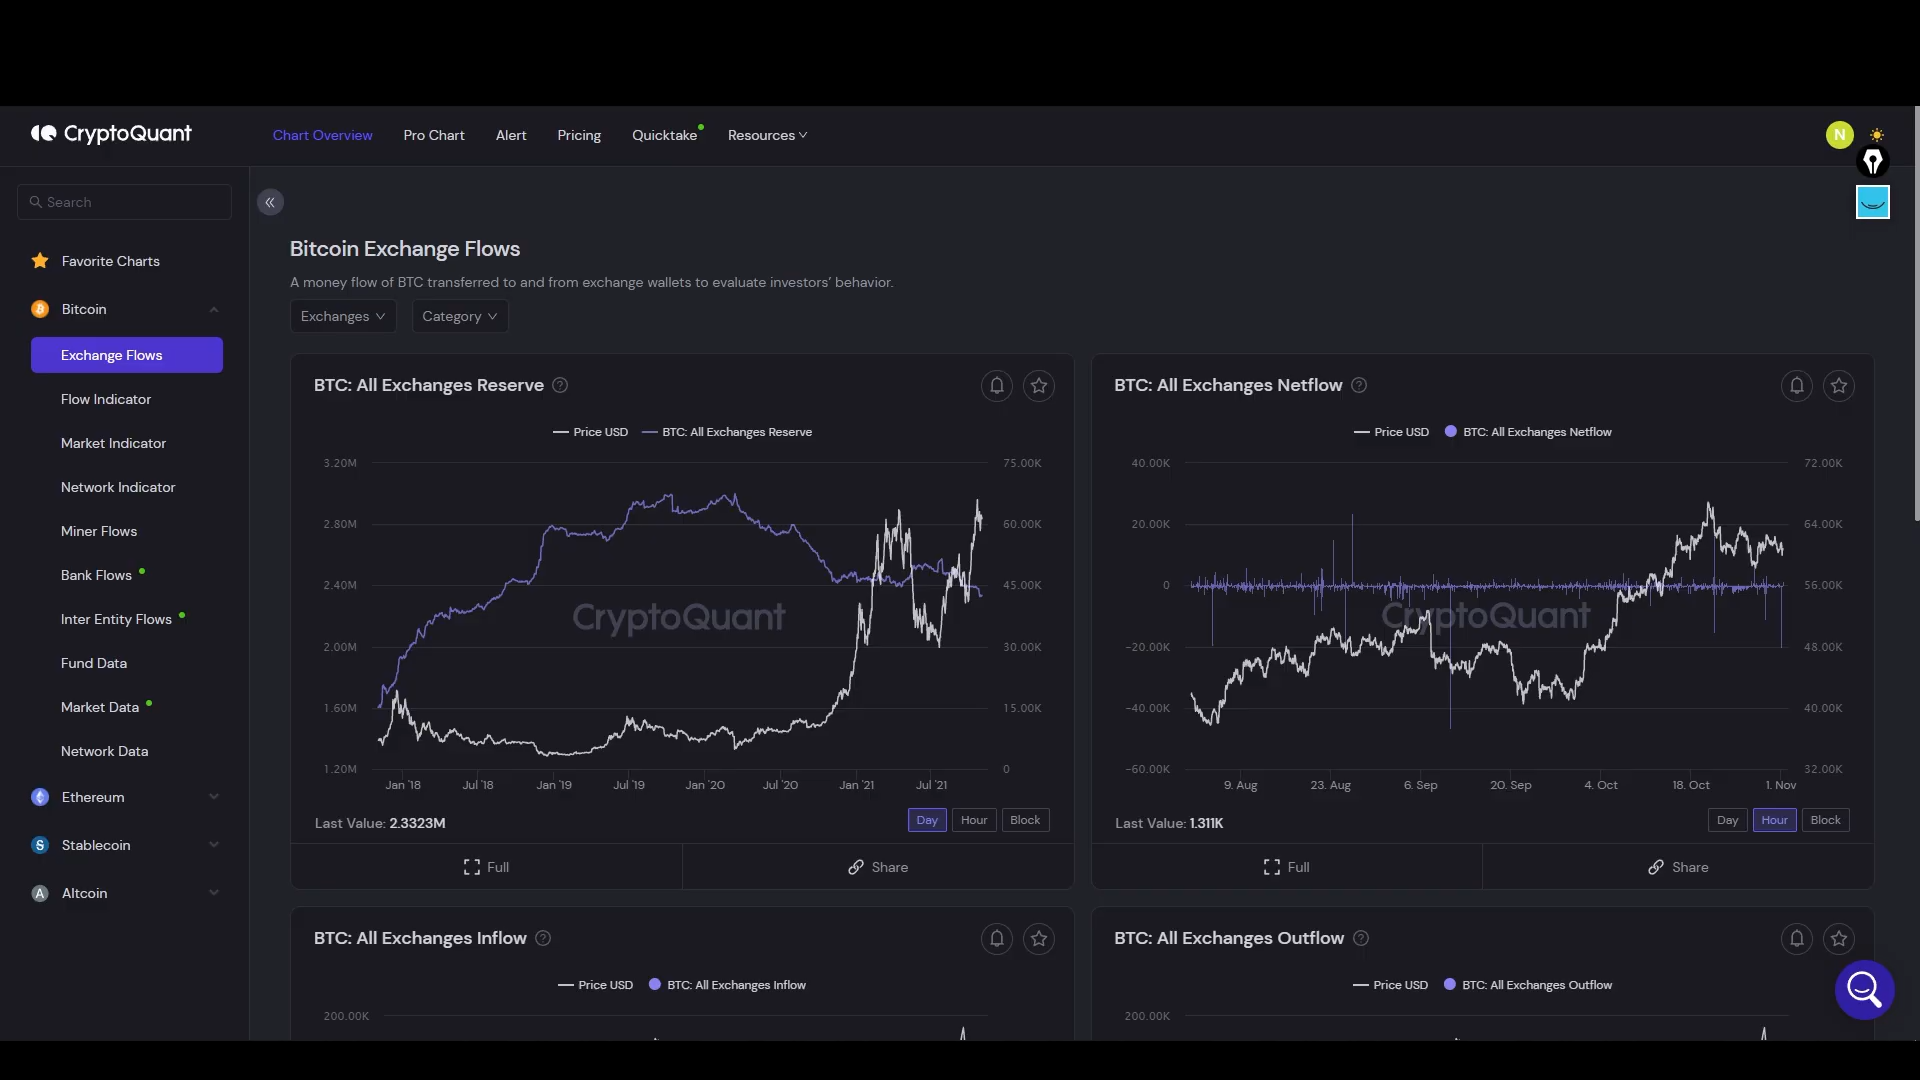 CryptoQuant
Chart Overview Pro Chart Alert Pricing Quicktake Resources
N
Search
Favorite Charts
Bitcoin
Exchange Flows
Flow Indicator
Market Indicator
Network Indicator
Miner Flows
Bank Flows
Inter Entity Flows
Fund Data
Market Data
Network Data
Ethereum
Stablecoin
Altcoin
Bitcoin Exchange Flows
A money flow of BTC transferred to and from exchange wallets to evaluate investors’ behavior.
Exchanges Category
BTC: All Exchanges Reserve
Price USD BTC: All Exchanges Reserve
3.20M 75.00K
2.80M 60.00K
2.40M 45.00K
CryptoQuant
2.00M 30.00K
1.60M 15.00K
1.20M 0
Jan '18 Jul '18 Jan '19 Jul '19 Jan '20 Jul '20 Jan '21 Jul '21
Last Value: 2.3323M Day Hour Block
Full Share
BTC: All Exchanges Netflow
Price USD BTC: All Exchanges Netflow
40.00K 72.00K
20.00K 64.00K
0 56.00K
CryptoQuant
-20.00K 48.00K
-40.00K 40.00K
-60.00K 32.00K
9. Aug 23. Aug 6. Sep 20. Sep 4. Oct 18. Oct 1. Nov
Last Value: 1.311K Day Hour Block
Full Share
BTC: All Exchanges Inflow
Price USD BTC: All Exchanges Inflow
200.00K
BTC: All Exchanges Outflow
Price USD BTC: All Exchanges Outflow
200.00K